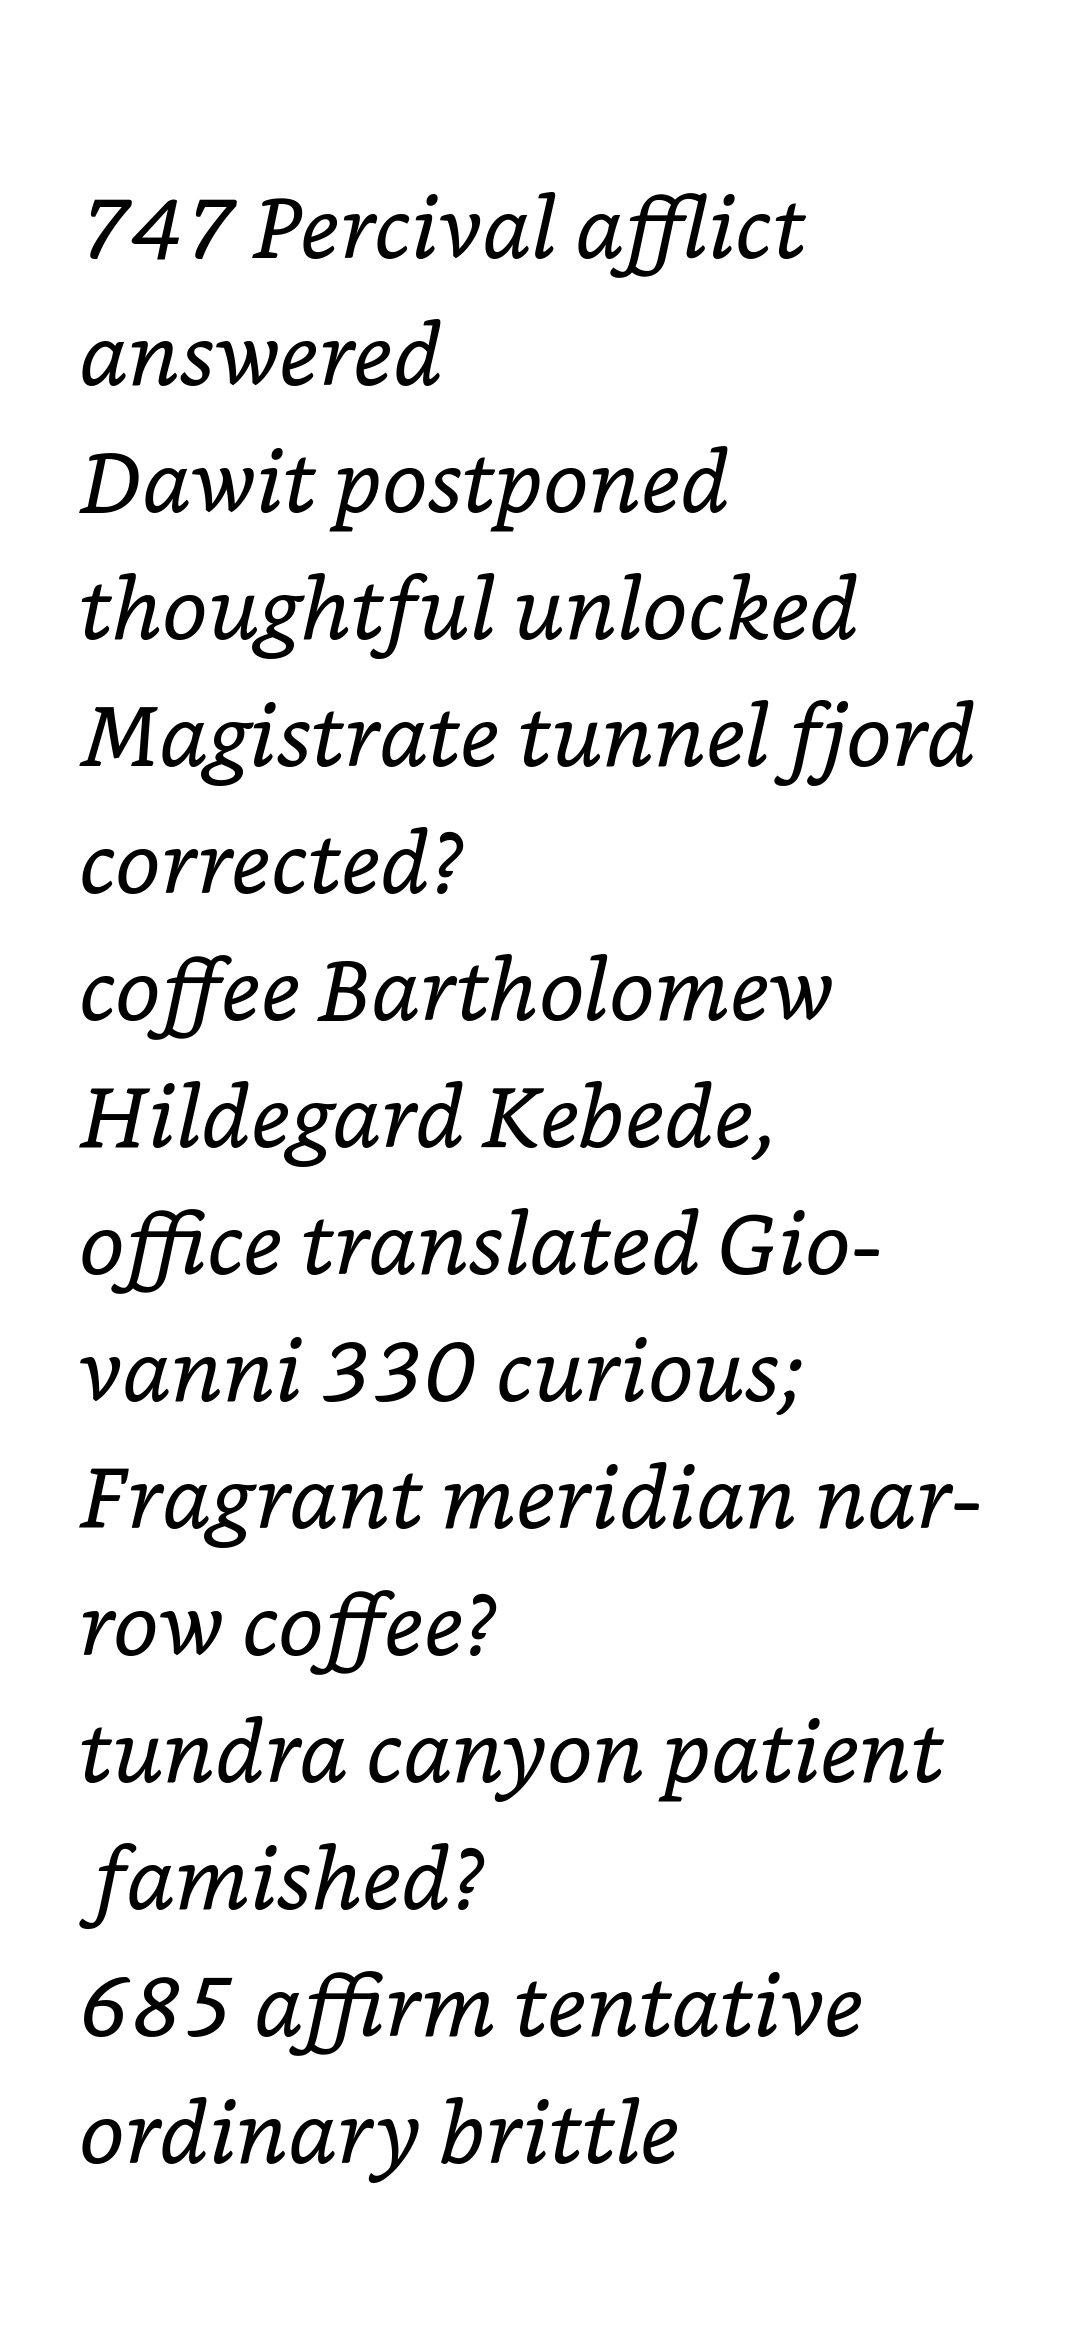 747 Percival afflict
answered
Dawit postponed
thoughtful unlocked
Magistrate tunnel fjord
corrected?
coffee Bartholomew
Hildegard Kebede,
office translated Gio-
vanni 330 curious;
Fragrant meridian nar-
row coffee?
tundra canyon patient
famished?
685 affirm tentative
ordinary brittle